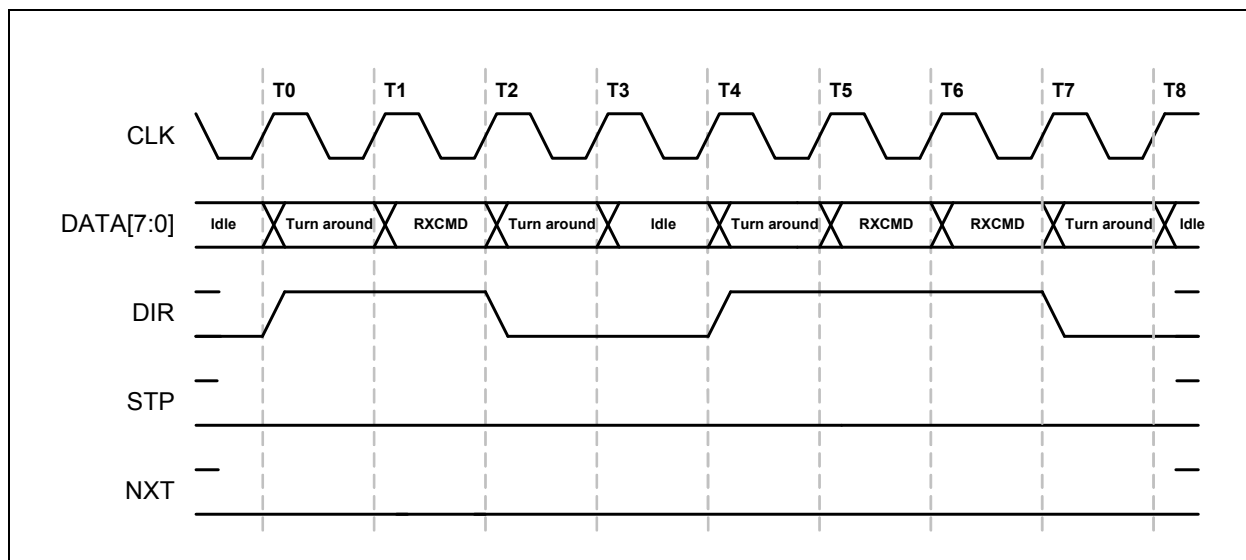 T0 T1 T2 T3 T4 T5 T6 T7 T8
CLK
DATA[7:0] Idle Turn around RXCMD Turn around Idle Turn around RXCMD RXCMD Turn around Idle
DIR
STP
NXT